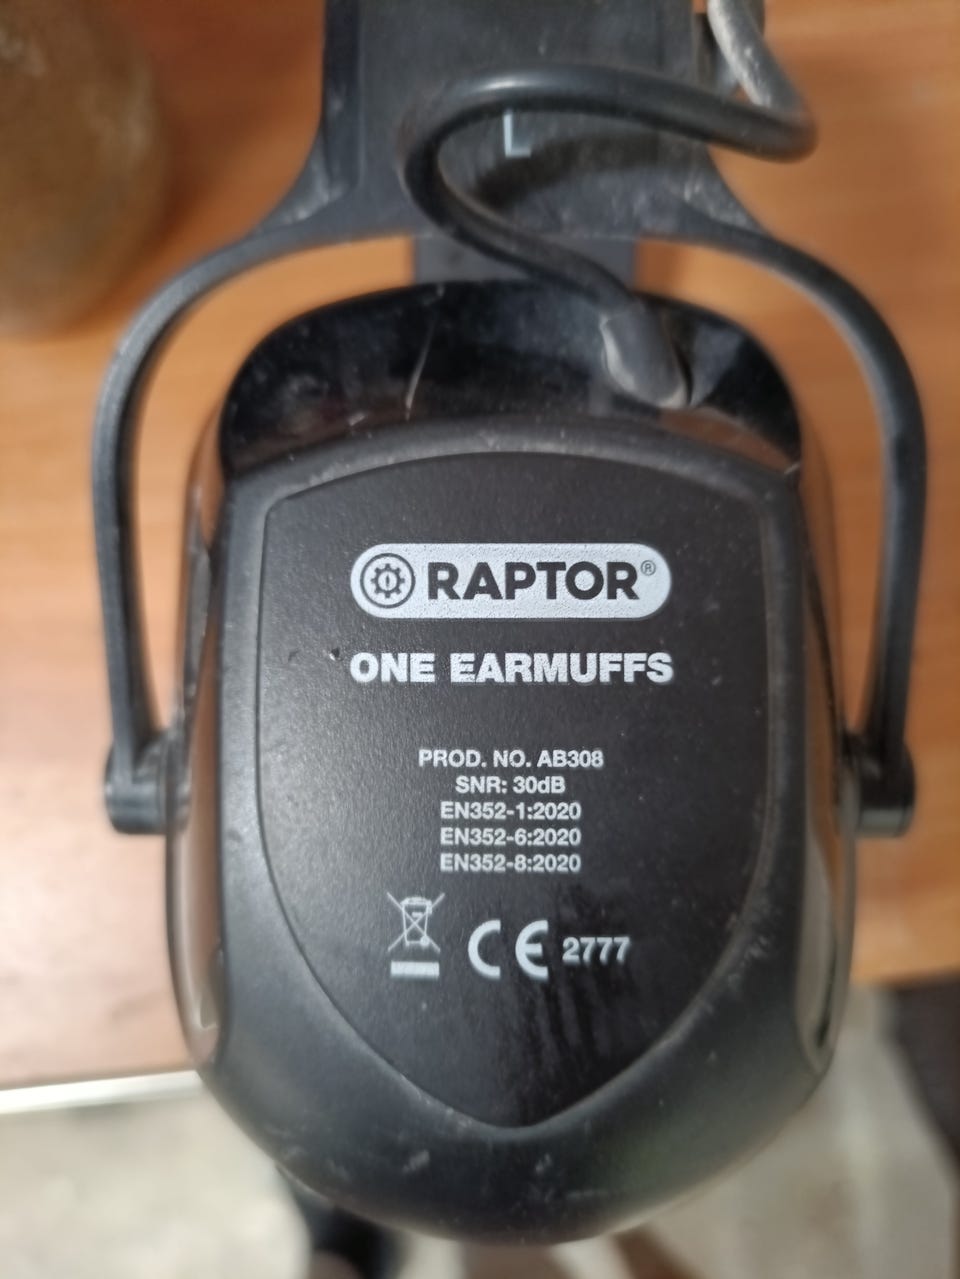 L
RAPTOR®
ONE EARMUFFS
PROD. NO. AB308
SNR: 30dB
EN352-1:2020
EN352-6:2020
EN352-8:2020
CE 2777